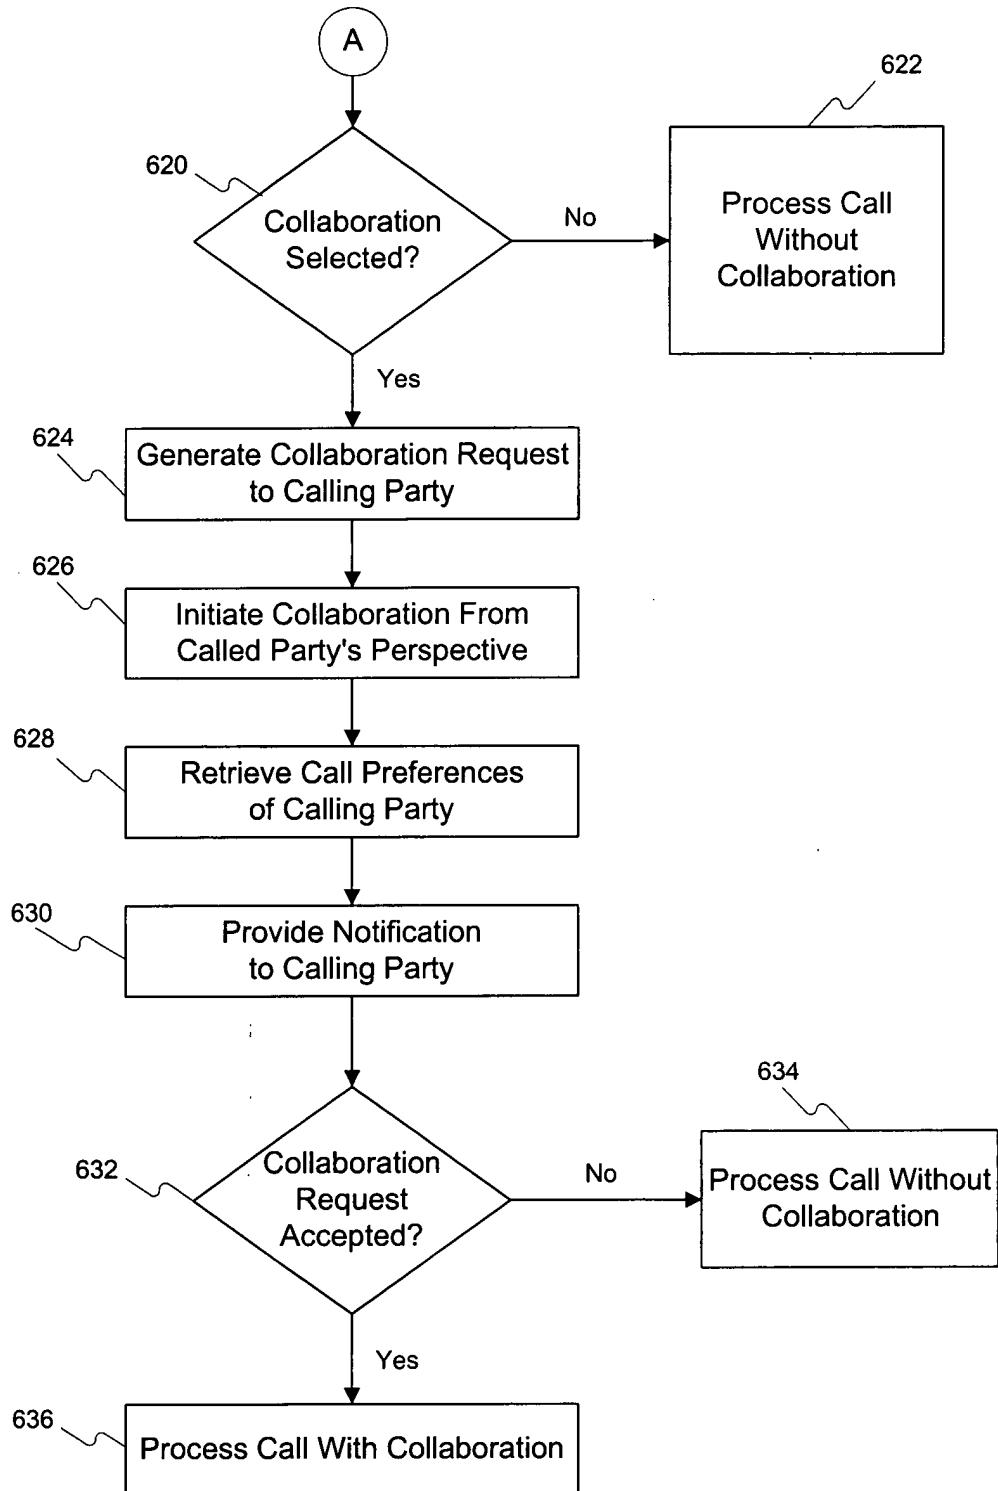 A
622
620
Collaboration
Selected?
No
Process Call
Without
Collaboration
Yes
624
Generate Collaboration Request
to Calling Party
626
Initiate Collaboration From
Called Party's Perspective
628
Retrieve Call Preferences
of Calling Party
630
Provide Notification
to Calling Party
634
632
Collaboration
Request
Accepted?
No
Process Call Without
Collaboration
Yes
636
Process Call With Collaboration